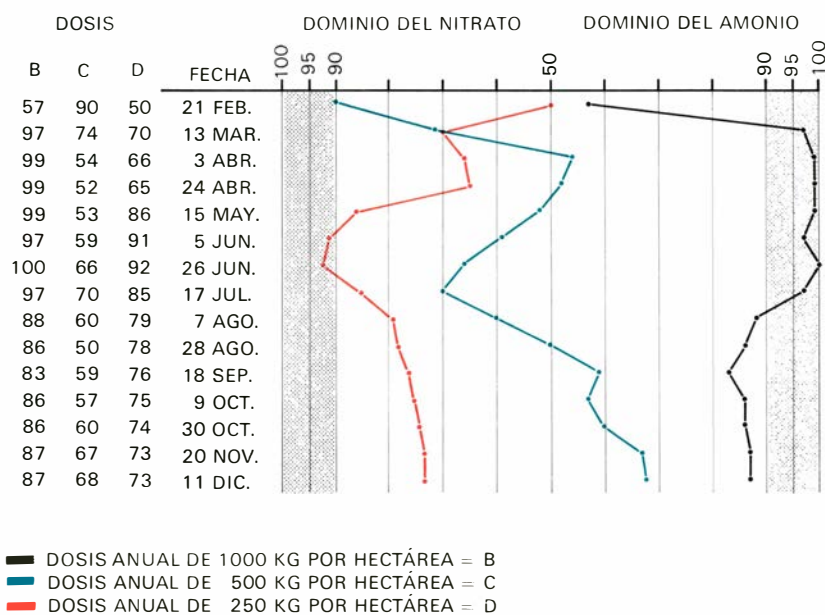 DOSIS DOMINIO DEL NITRATO DOMINIO DEL AMONIO
B C D FECHA 100 95 90 50 90 95 100
57 90 50 21 FEB.
97 74 70 13 MAR.
99 54 66 3 ABR.
99 52 65 24 ABR.
99 53 86 15 MAY.
97 59 91 5 JUN.
100 66 92 26 JUN.
97 70 85 17 JUL.
88 60 79 7 AGO.
86 50 78 28 AGO.
83 59 76 18 SEP.
86 57 75 9 OCT.
86 60 74 30 OCT.
87 67 73 20 NOV.
87 68 73 11 DIC.
DOSIS ANUAL DE 1000 KG POR HECTÁREA = B
DOSIS ANUAL DE 500 KG POR HECTÁREA = C
DOSIS ANUAL DE 250 KG POR HECTÁREA = D